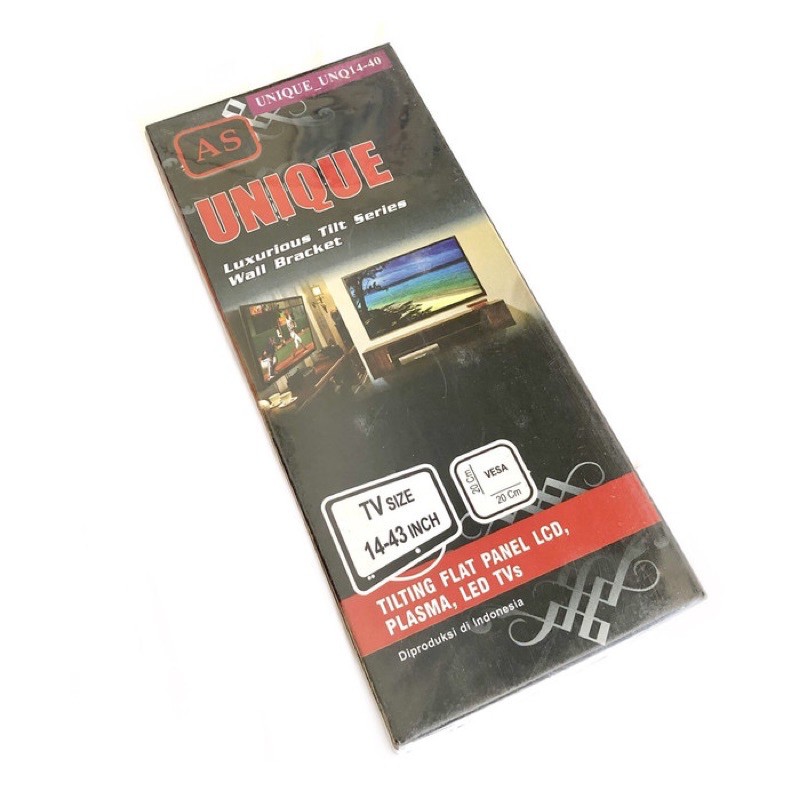 UNIQUE_UNQ14-40
AS
UNIQUE
Luxurious Tilt Series
Wall Bracket
TV SIZE
14-43 INCH
20 Cm
VESA
20 Cm
TILTING FLAT PANEL LCD,
PLASMA, LED TVs
Diproduksi di Indonesia